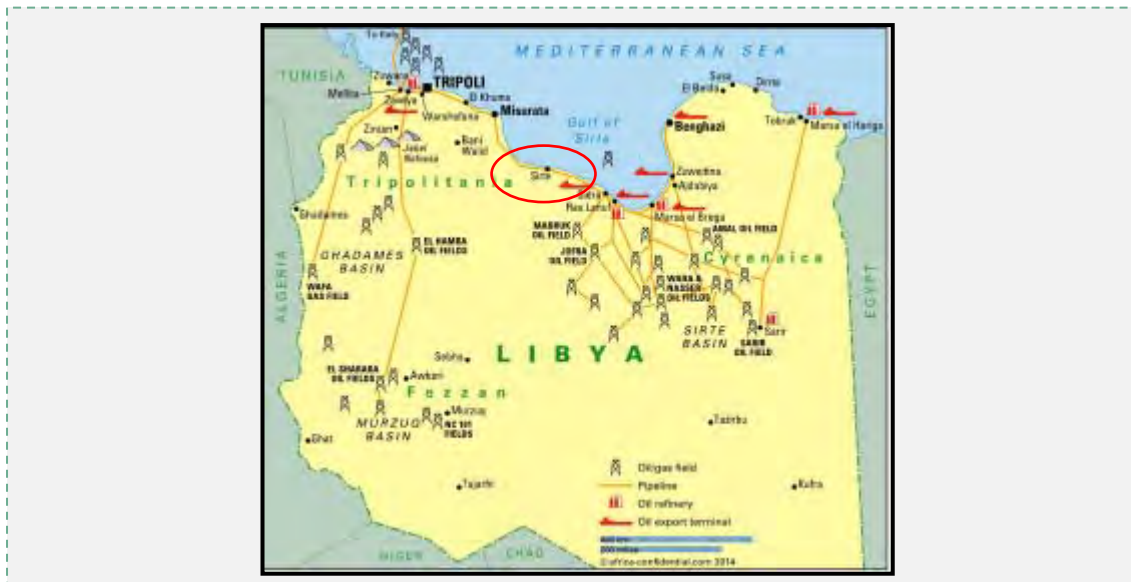 To Italy
MEDITERRANEAN SEA
TUNISIA
Zuwara
TRIPOLI
Mellita
Zawiya
El Khums
Warshefana
Misurata
Susa
Derna
El Beida
Tobruk
Marsa el Hariga
Gulf of
Sirte
Benghazi
Zintan
Jebel
Nafousa
Bani
Walid
Sirte
Zuweitina
Ajdabiya
Tripolitania
Ras Lanuf
Marsa el Brega
Ghadames
MABRUK
OIL FIELD
AMAL OIL FIELD
EL HAMRA
OIL FIELDS
JOFRA
OIL FIELD
Cyrenaica
GHADAMES
BASIN
WAFA
GAS FIELD
WAHA &
NASSER
OIL FIELDS
ALGERIA
EGYPT
SIRTE
BASIN
Sarir
SARIR
OIL FIELD
LIBYA
Sebha
EL SHARARA
OIL FIELDS
Awbari
Fezzan
MURZUQ
BASIN
Murzuq
NC 101
FIELDS
Ghat
Tazirbu
Oil/gas field
Pipeline
Oil refinery
Oil export terminal
Tajarhi
Kufra
NIGER
CHAD
200 miles
© africa-confidential.com 2014